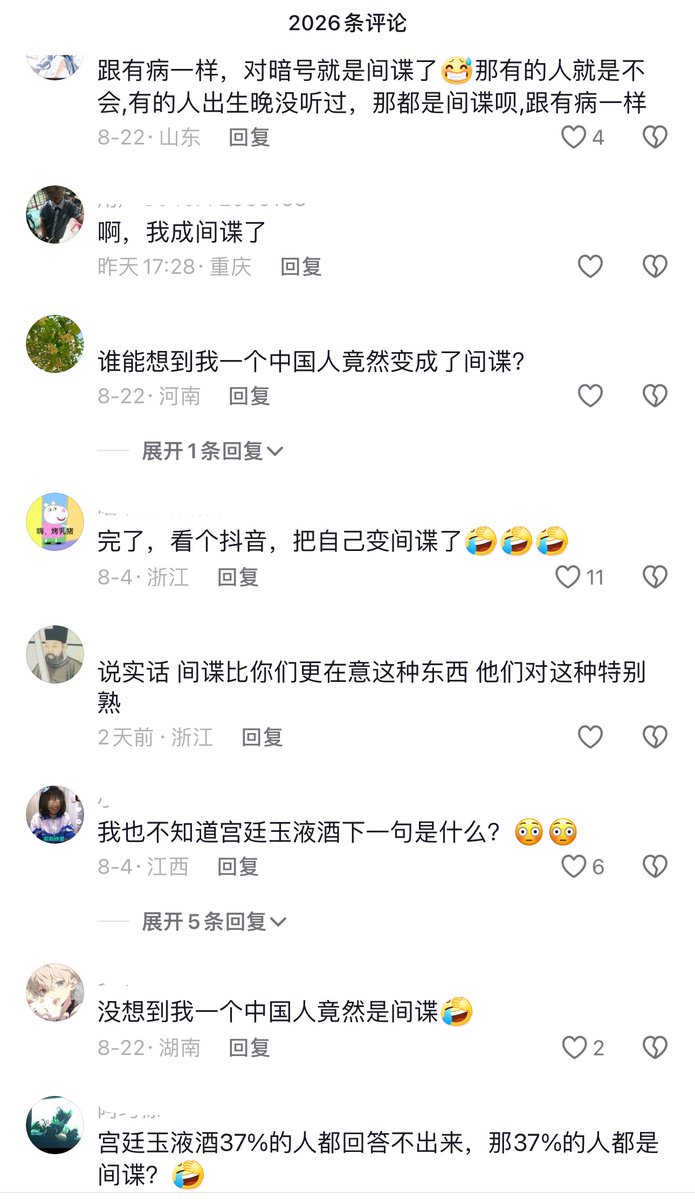 2026条评论
跟有病一样，对暗号就是间谍了😅那有的人就是不
会,有的人出生晚没听过，那都是间谍呗,跟有病一样
8-22·山东 回复 4
啊，我成间谍了
昨天17:28·重庆 回复
谁能想到我一个中国人竟然变成了间谍？
8-22·河南 回复
展开1条回复
嗨，烤乳猪
完了，看个抖音，把自己变间谍了🤣🤣🤣
8-4·浙江 回复 11
说实话 间谍比你们更在意这种东西 他们对这种特别
熟
2天前·浙江 回复
我也不知道宫廷玉液酒下一句是什么？😳😳
8-4·江西 回复 6
展开5条回复
没想到我一个中国人竟然是间谍🤣
8-22·湖南 回复 2
宫廷玉液酒37%的人都回答不出来，那37%的人都是
间谍？🤣